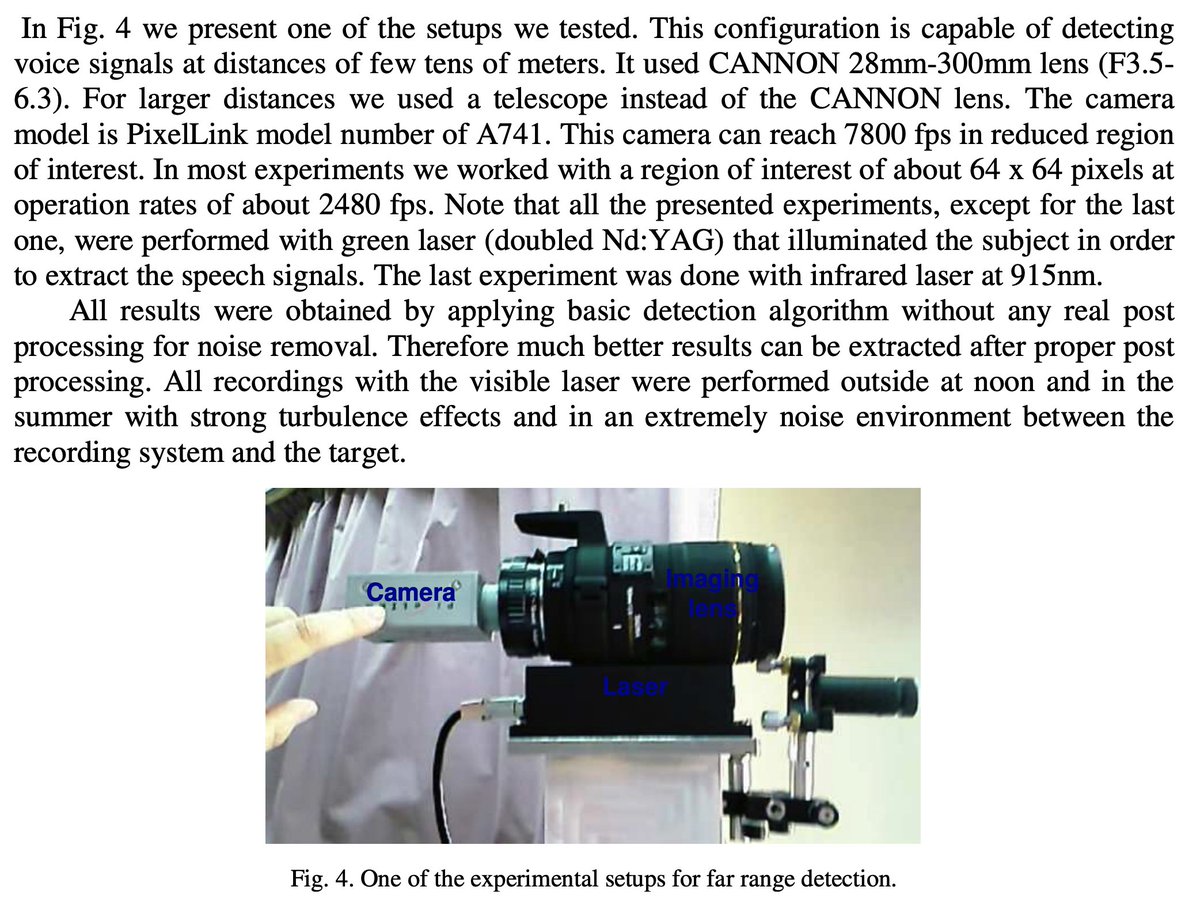 In Fig. 4 we present one of the setups we tested. This configuration is capable of detecting
voice signals at distances of few tens of meters. It used CANNON 28mm-300mm lens (F3.5-
6.3). For larger distances we used a telescope instead of the CANNON lens. The camera
model is PixelLink model number of A741. This camera can reach 7800 fps in reduced region
of interest. In most experiments we worked with a region of interest of about 64 x 64 pixels at
operation rates of about 2480 fps. Note that all the presented experiments, except for the last
one, were performed with green laser (doubled Nd:YAG) that illuminated the subject in order
to extract the speech signals. The last experiment was done with infrared laser at 915nm.
All results were obtained by applying basic detection algorithm without any real post
processing for noise removal. Therefore much better results can be extracted after proper post
processing. All recordings with the visible laser were performed outside at noon and in the
summer with strong turbulence effects and in an extremely noise environment between the
recording system and the target.
Camera
Imaging
lens
Laser
Fig. 4. One of the experimental setups for far range detection.